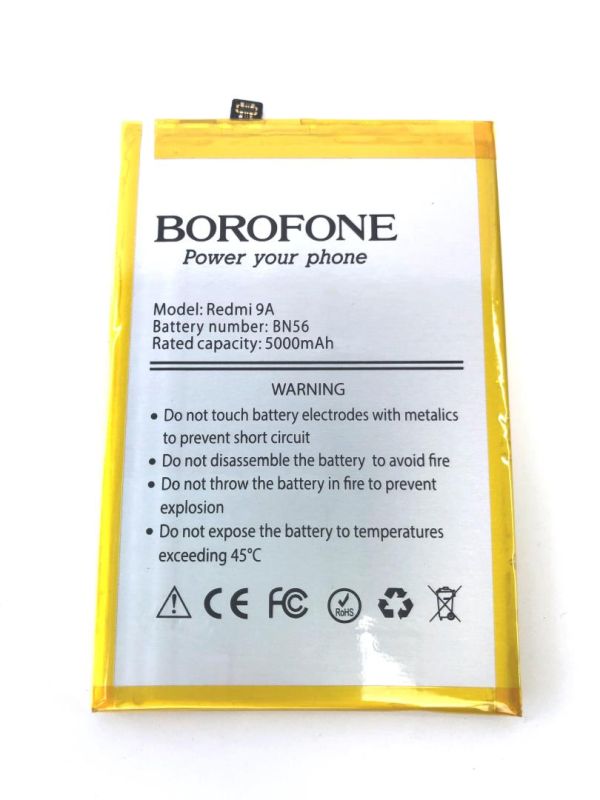 BOROFONE
Power your phone
Model: Redmi 9A
Battery number: BN56
Rated capacity: 5000mAh
WARNING
• Do not touch battery electrodes with metalics
to prevent short circuit
• Do not disassemble the battery to avoid fire
• Do not throw the battery in fire to prevent
explosion
• Do not expose the battery to temperatures
exceeding 45°C
CE FC RoHS